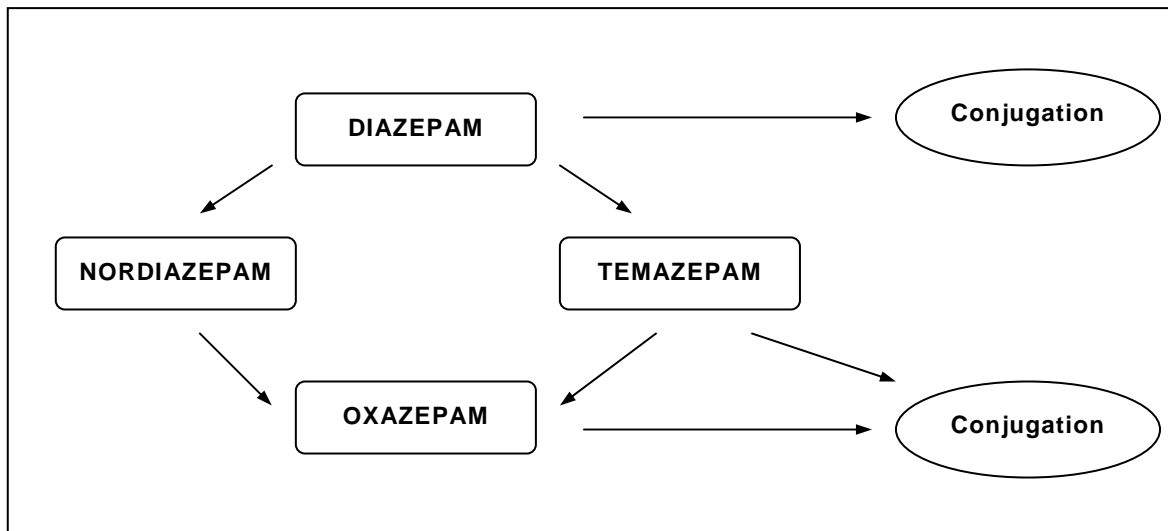 DIAZEPAM
Conjugation
NORDIAZEPAM
TEMAZEPAM
OXAZEPAM
Conjugation